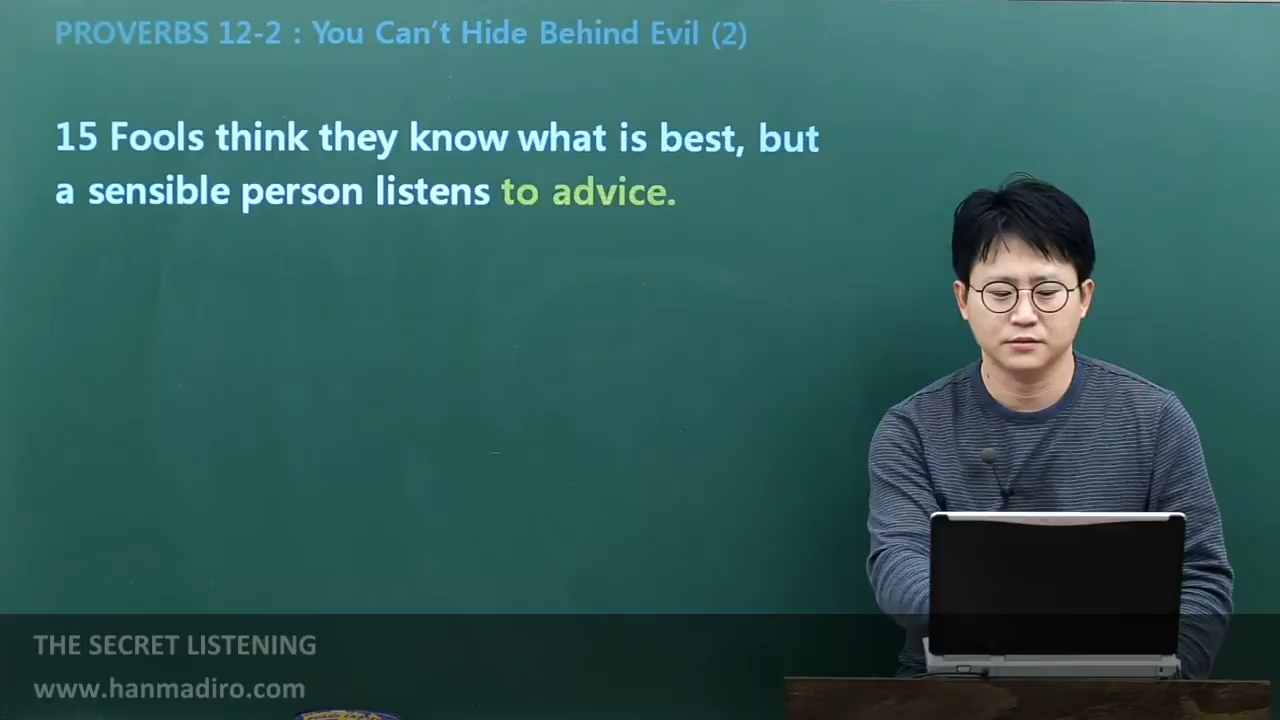 PROVERBS 12-2 : You Can't Hide Behind Evil (2)
15 Fools think they know what is best, but
a sensible person listens to advice.
THE SECRET LISTENING
www.hanmadiro.com